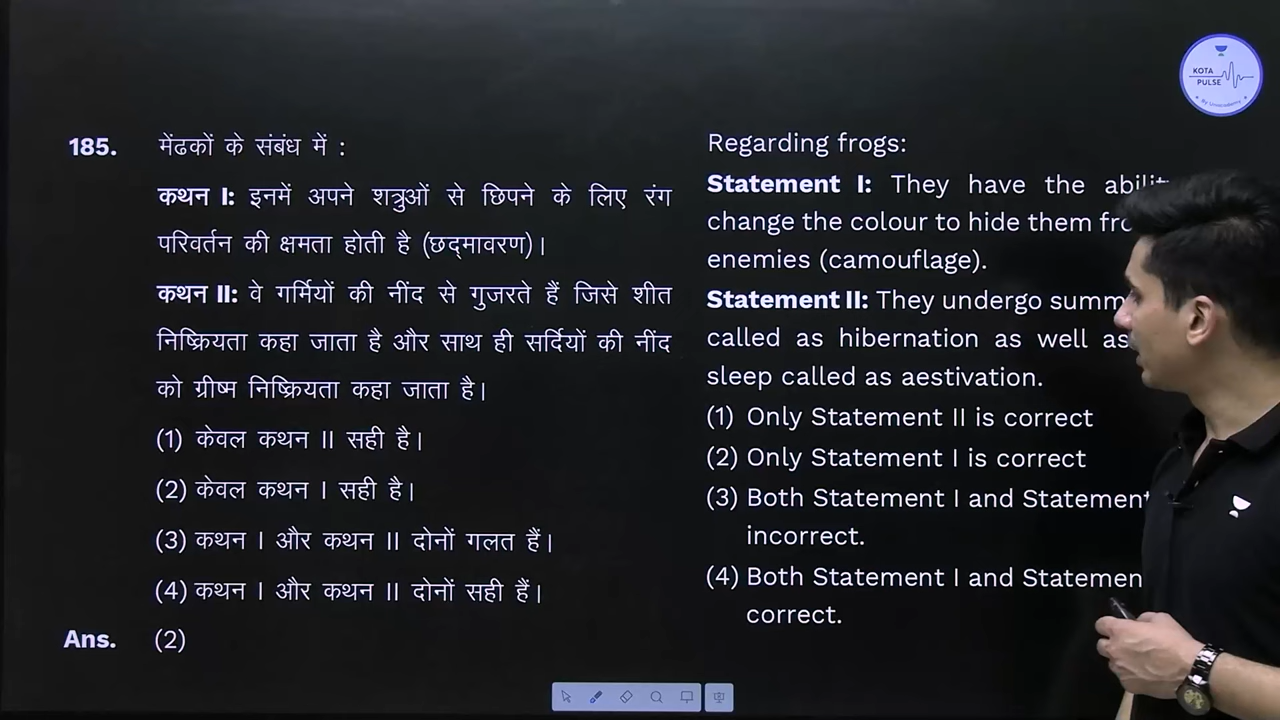 KOTA
PULSE
By Unacademy
185. मेंढकों के संबंध में :
कथन I: इनमें अपने शत्रुओं से छिपने के लिए रंग
परिवर्तन की क्षमता होती है (छद्मावरण)।
कथन II: वे गर्मियों की नींद से गुजरते हैं जिसे शीत
निष्क्रियता कहा जाता है और साथ ही सर्दियों की नींद
को ग्रीष्म निष्क्रियता कहा जाता है।
(1) केवल कथन II सही है।
(2) केवल कथन I सही है।
(3) कथन I और कथन II दोनों गलत हैं।
(4) कथन I और कथन II दोनों सही हैं।
Ans. (2)
Regarding frogs:
Statement I: They have the
change the colour to hide them
enemies (camouflage).
Statement II: They undergo
called as hibernation as well as
sleep called as aestivation.
(1) Only Statement II is correct
(2) Only Statement I is correct
(3) Both Statement I and Statement
incorrect.
(4) Both Statement I and
correct.